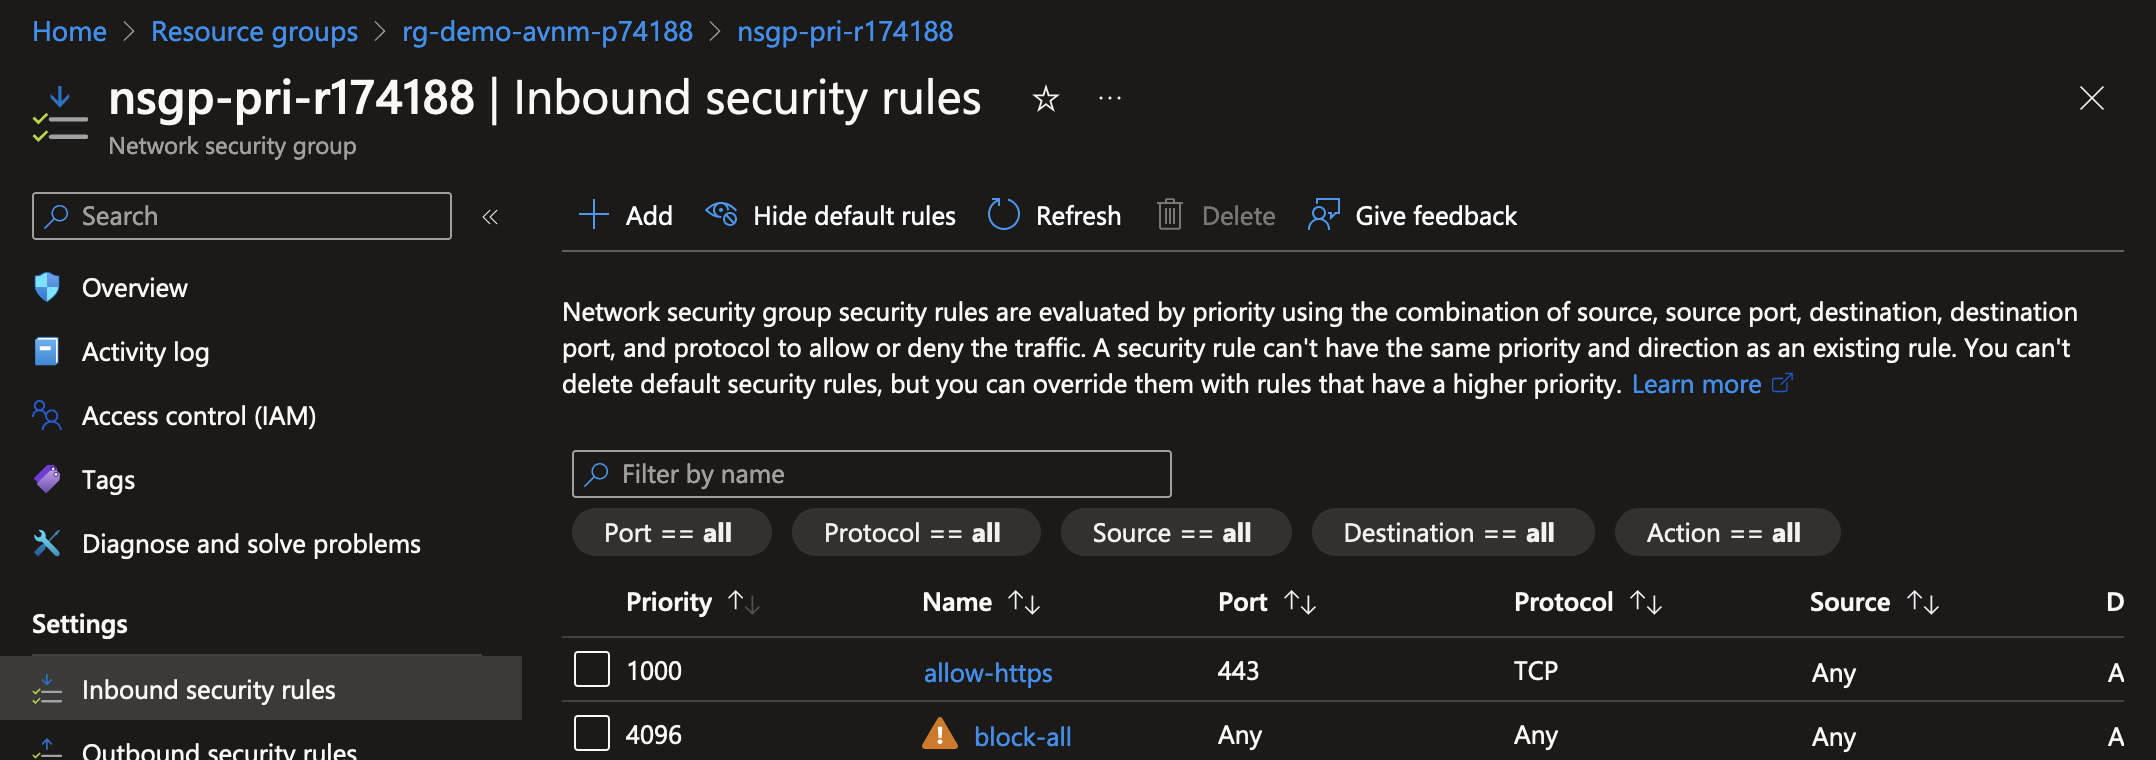 Home > Resource groups > rg-demo-avnm-p74188 > nsgp-pri-r174188
nsgp-pri-r174188 | Inbound security rules
Network security group
Search
Add Hide default rules Refresh Delete Give feedback
Overview
Activity log
Access control (IAM)
Tags
Diagnose and solve problems
Settings
Inbound security rules
Outbound security rules
Network security group security rules are evaluated by priority using the combination of source, source port, destination, destination
port, and protocol to allow or deny the traffic. A security rule can't have the same priority and direction as an existing rule. You can't
delete default security rules, but you can override them with rules that have a higher priority. Learn more
Filter by name
Port == all Protocol == all Source == all Destination == all Action == all
Priority Name Port Protocol Source D
1000 allow-https 443 TCP Any A
4096 block-all Any Any Any A